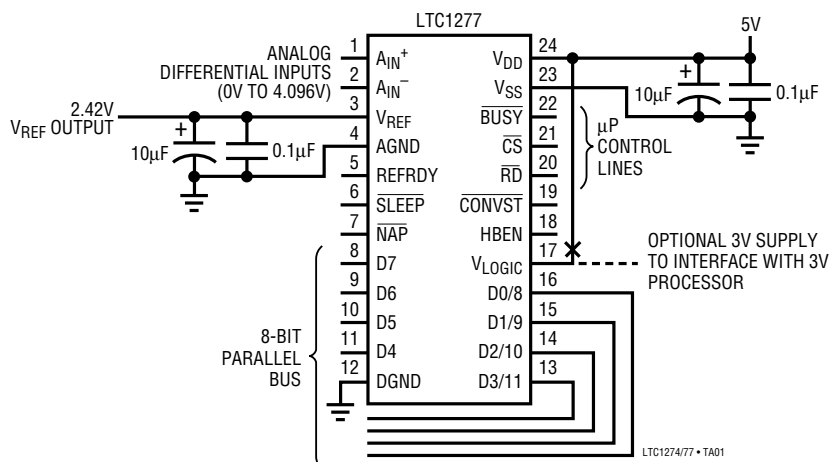 LTC1277
ANALOG
DIFFERENTIAL INPUTS
(0V TO 4.096V)
2.42V
VREF OUTPUT
+
10µF
0.1µF
1 AIN+
2 AIN−
3 VREF
4 AGND
5 REFRDY
6 SLEEP
7 NAP
8 D7
9 D6
10 D5
11 D4
12 DGND
8-BIT
PARALLEL
BUS
VDD 24
VSS 23
BUSY 22
CS 21
RD 20
CONVST 19
HBEN 18
VLOGIC 17
D0/8 16
D1/9 15
D2/10 14
D3/11 13
5V
+
10µF
0.1µF
µP
CONTROL
LINES
OPTIONAL 3V SUPPLY
TO INTERFACE WITH 3V
PROCESSOR
LTC1274/77 • TA01